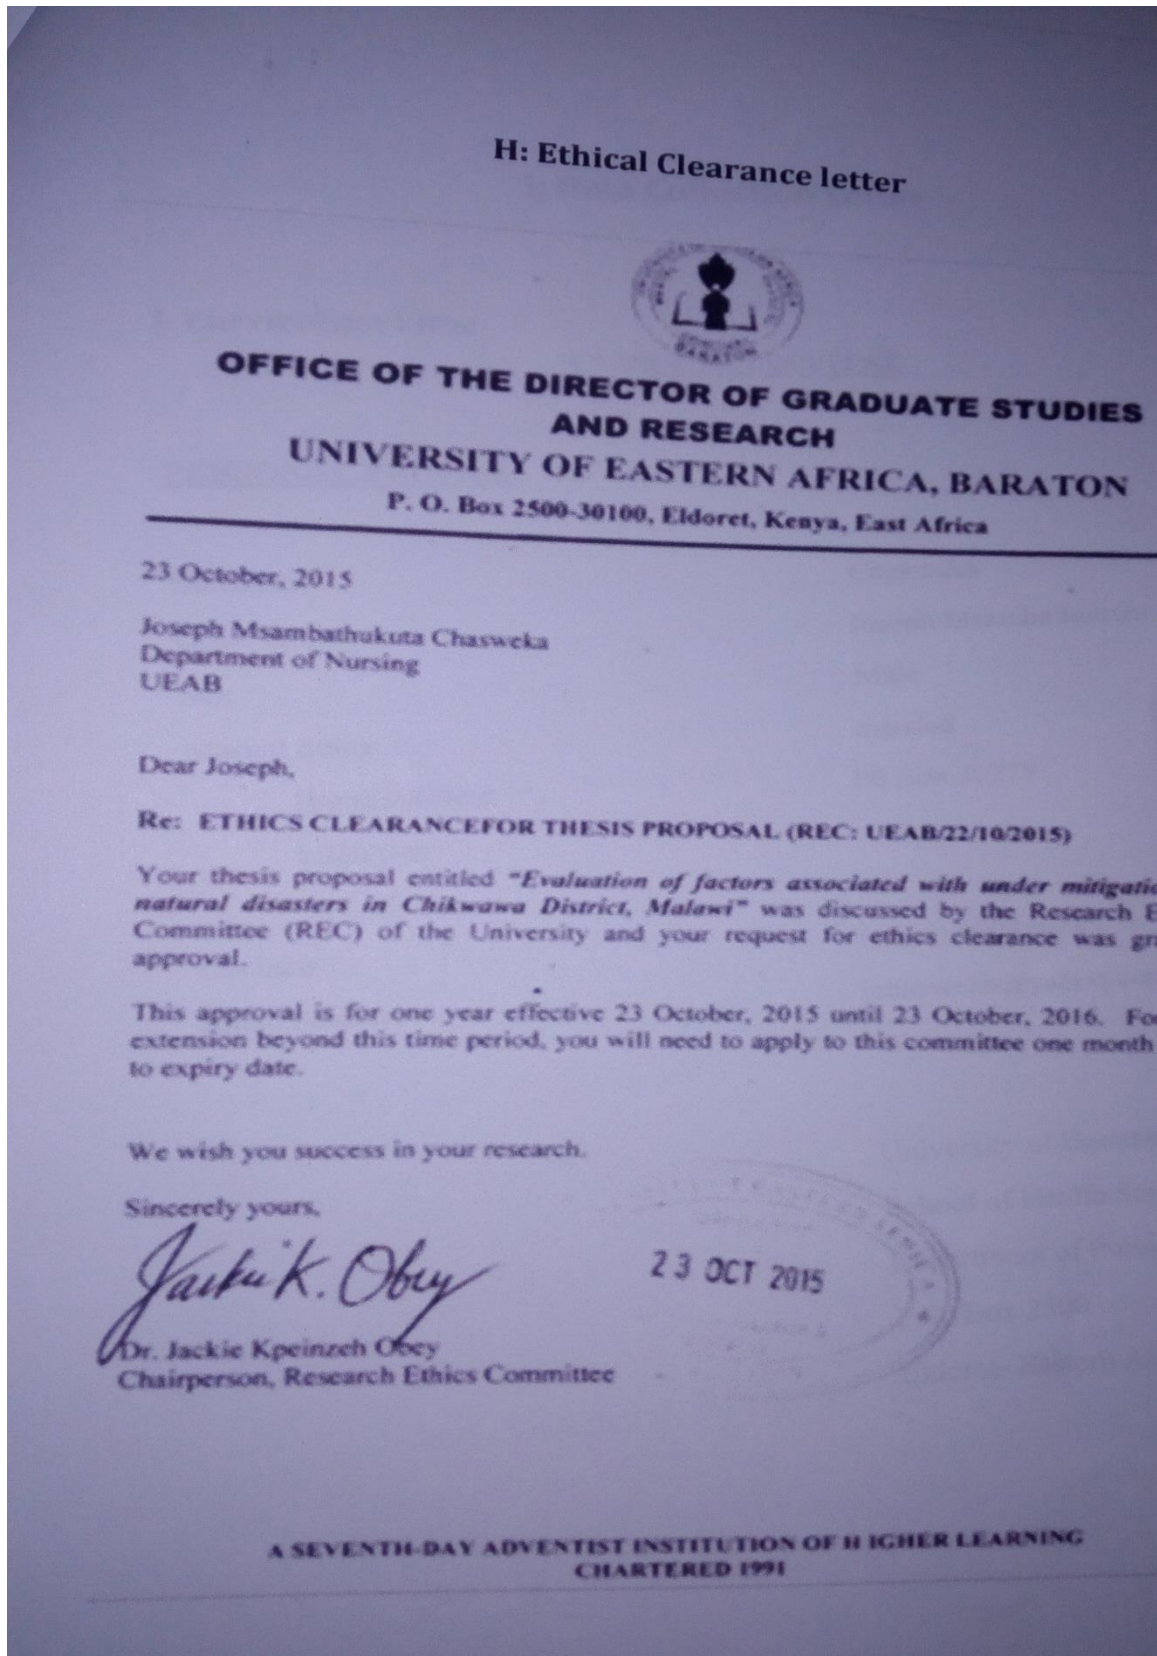 H: Ethical Clearance letter
BARATON
OFFICE OF THE DIRECTOR OF GRADUATE STUDIES
AND RESEARCH
UNIVERSITY OF EASTERN AFRICA, BARATON
P. O. Box 2500-30100, Eldoret, Kenya, East Africa
23 October, 2015
Joseph Msambathukuta Chasweka
Department of Nursing
UEAB
Dear Joseph,
Re: ETHICS CLEARANCEFOR THESIS PROPOSAL (REC: UEAB/22/10/2015)
Your thesis proposal entitled "Evaluation of factors associated with under mitigatio
natural disasters in Chikwawa District, Malawi" was discussed by the Research E
Committee (REC) of the University and your request for ethics clearance was gr
approval.
This approval is for one year effective 23 October, 2015 until 23 October, 2016. Fo
extension beyond this time period, you will need to apply to this committee one month
to expiry date.
We wish you success in your research.
Sincerely yours,
Jackie K. Obey
23 OCT 2015
Dr. Jackie Kpeinzeh Obey
Chairperson, Research Ethics Committee
A SEVENTH-DAY ADVENTIST INSTITUTION OF H IGHER LEARNING
CHARTERED 1991